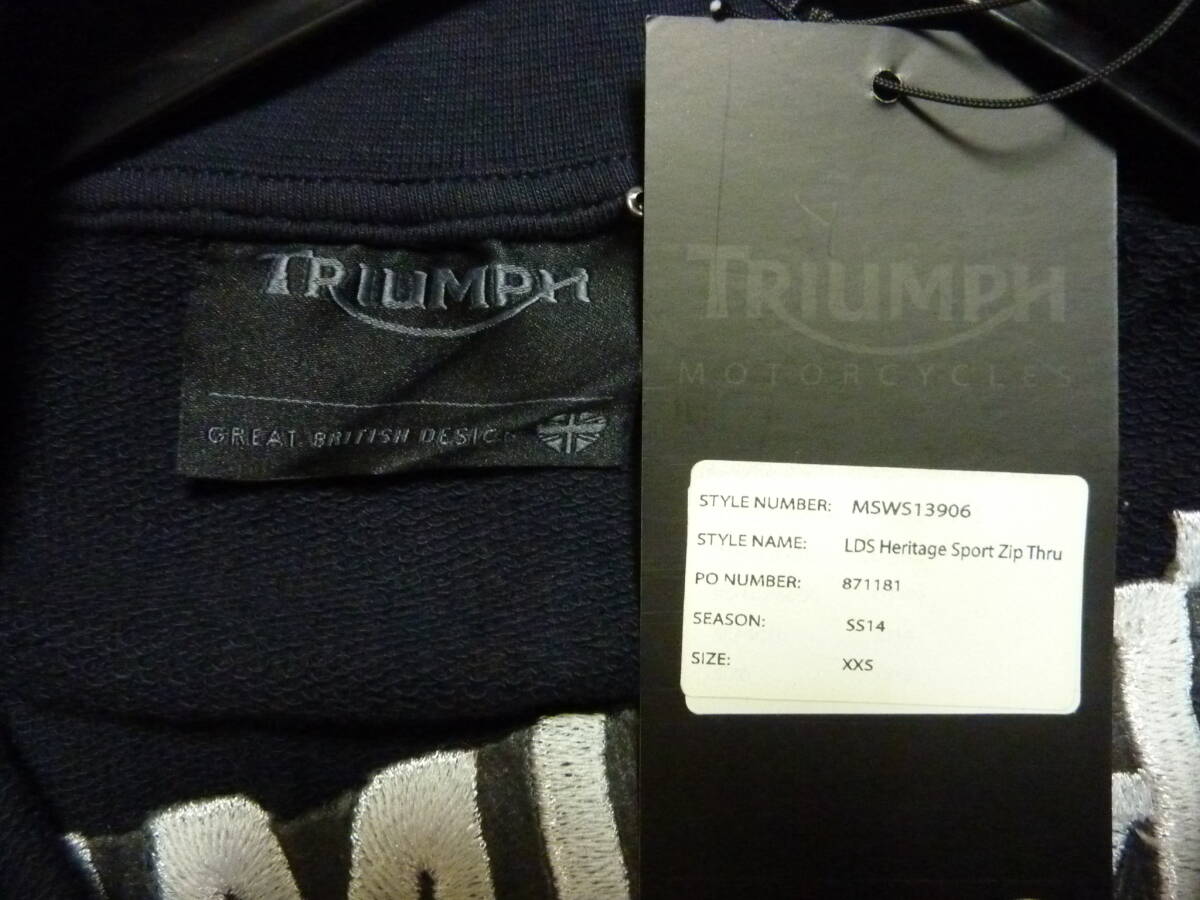 TRIUMPH
GREAT BRITISH DESIGN
TRIUMPH
MOTORCYCLES
STYLE NUMBER: MSWS13906
STYLE NAME: LDS Heritage Sport Zip Thru
PO NUMBER: 871181
SEASON: SS14
SIZE: XXS